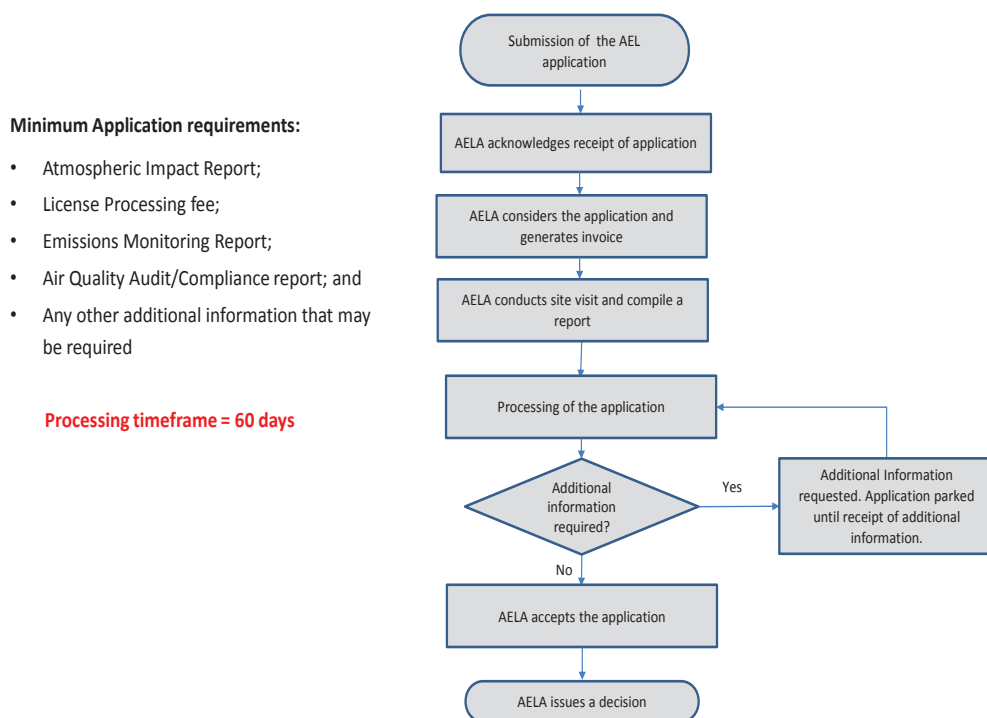 Submission of the AEL
application
Minimum Application requirements:
• Atmospheric Impact Report;
• License Processing fee;
• Emissions Monitoring Report;
• Air Quality Audit/Compliance report; and
• Any other additional information that may
be required
Processing timeframe = 60 days
AELA acknowledges receipt of application
AELA considers the application and
generates invoice
AELA conducts site visit and compile a
report
Processing of the application
Additional
information
required?
Yes
Additional Information
requested. Application parked
until receipt of additional
information.
No
AELA accepts the application
AELA issues a decision